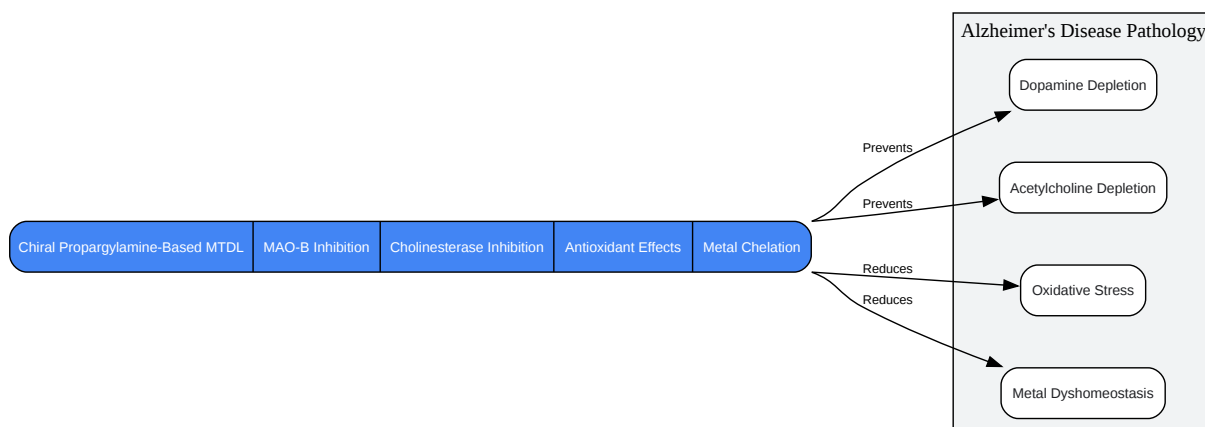 Alzheimer's Disease Pathology
Dopamine Depletion
Prevents
Acetylcholine Depletion
Prevents
Chiral Propargylamine-Based MTDL
MAO-B Inhibition
Cholinesterase Inhibition
Antioxidant Effects
Metal Chelation
Reduces
Oxidative Stress
Reduces
Metal Dyshomeostasis